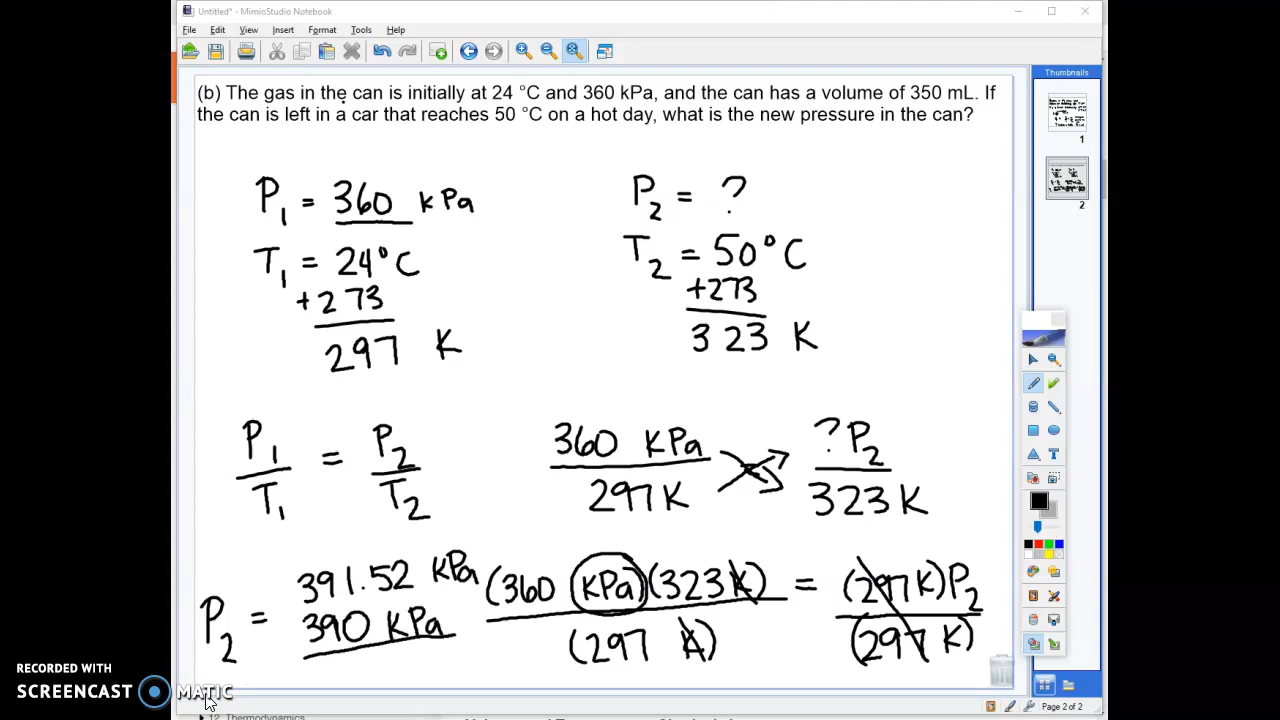 Untitled* - MimioStudio Notebook
File Edit View Insert Format Tools Help
Thumbnails
(b) The gas in the can is initially at 24 °C and 360 kPa, and the can has a volume of 350 mL. If
the can is left in a car that reaches 50 °C on a hot day, what is the new pressure in the can?
1
2
P₁ = 360 kPa
P₂ = ?
T₁ = 24°C
T₂ = 50°C
+273
+273
297 K
323 K
P₁ = P₂
T₁ T₂
360 kPa
297 K
? P₂
323 K
P₂ =
391.52 kPa
390 kPa
(360 kPa)(323 K) = (297 K) P₂
(297 K) (297 K)
RECORDED WITH
SCREENCAST MATIC
Page 2 of 2
12. Thermodynamics